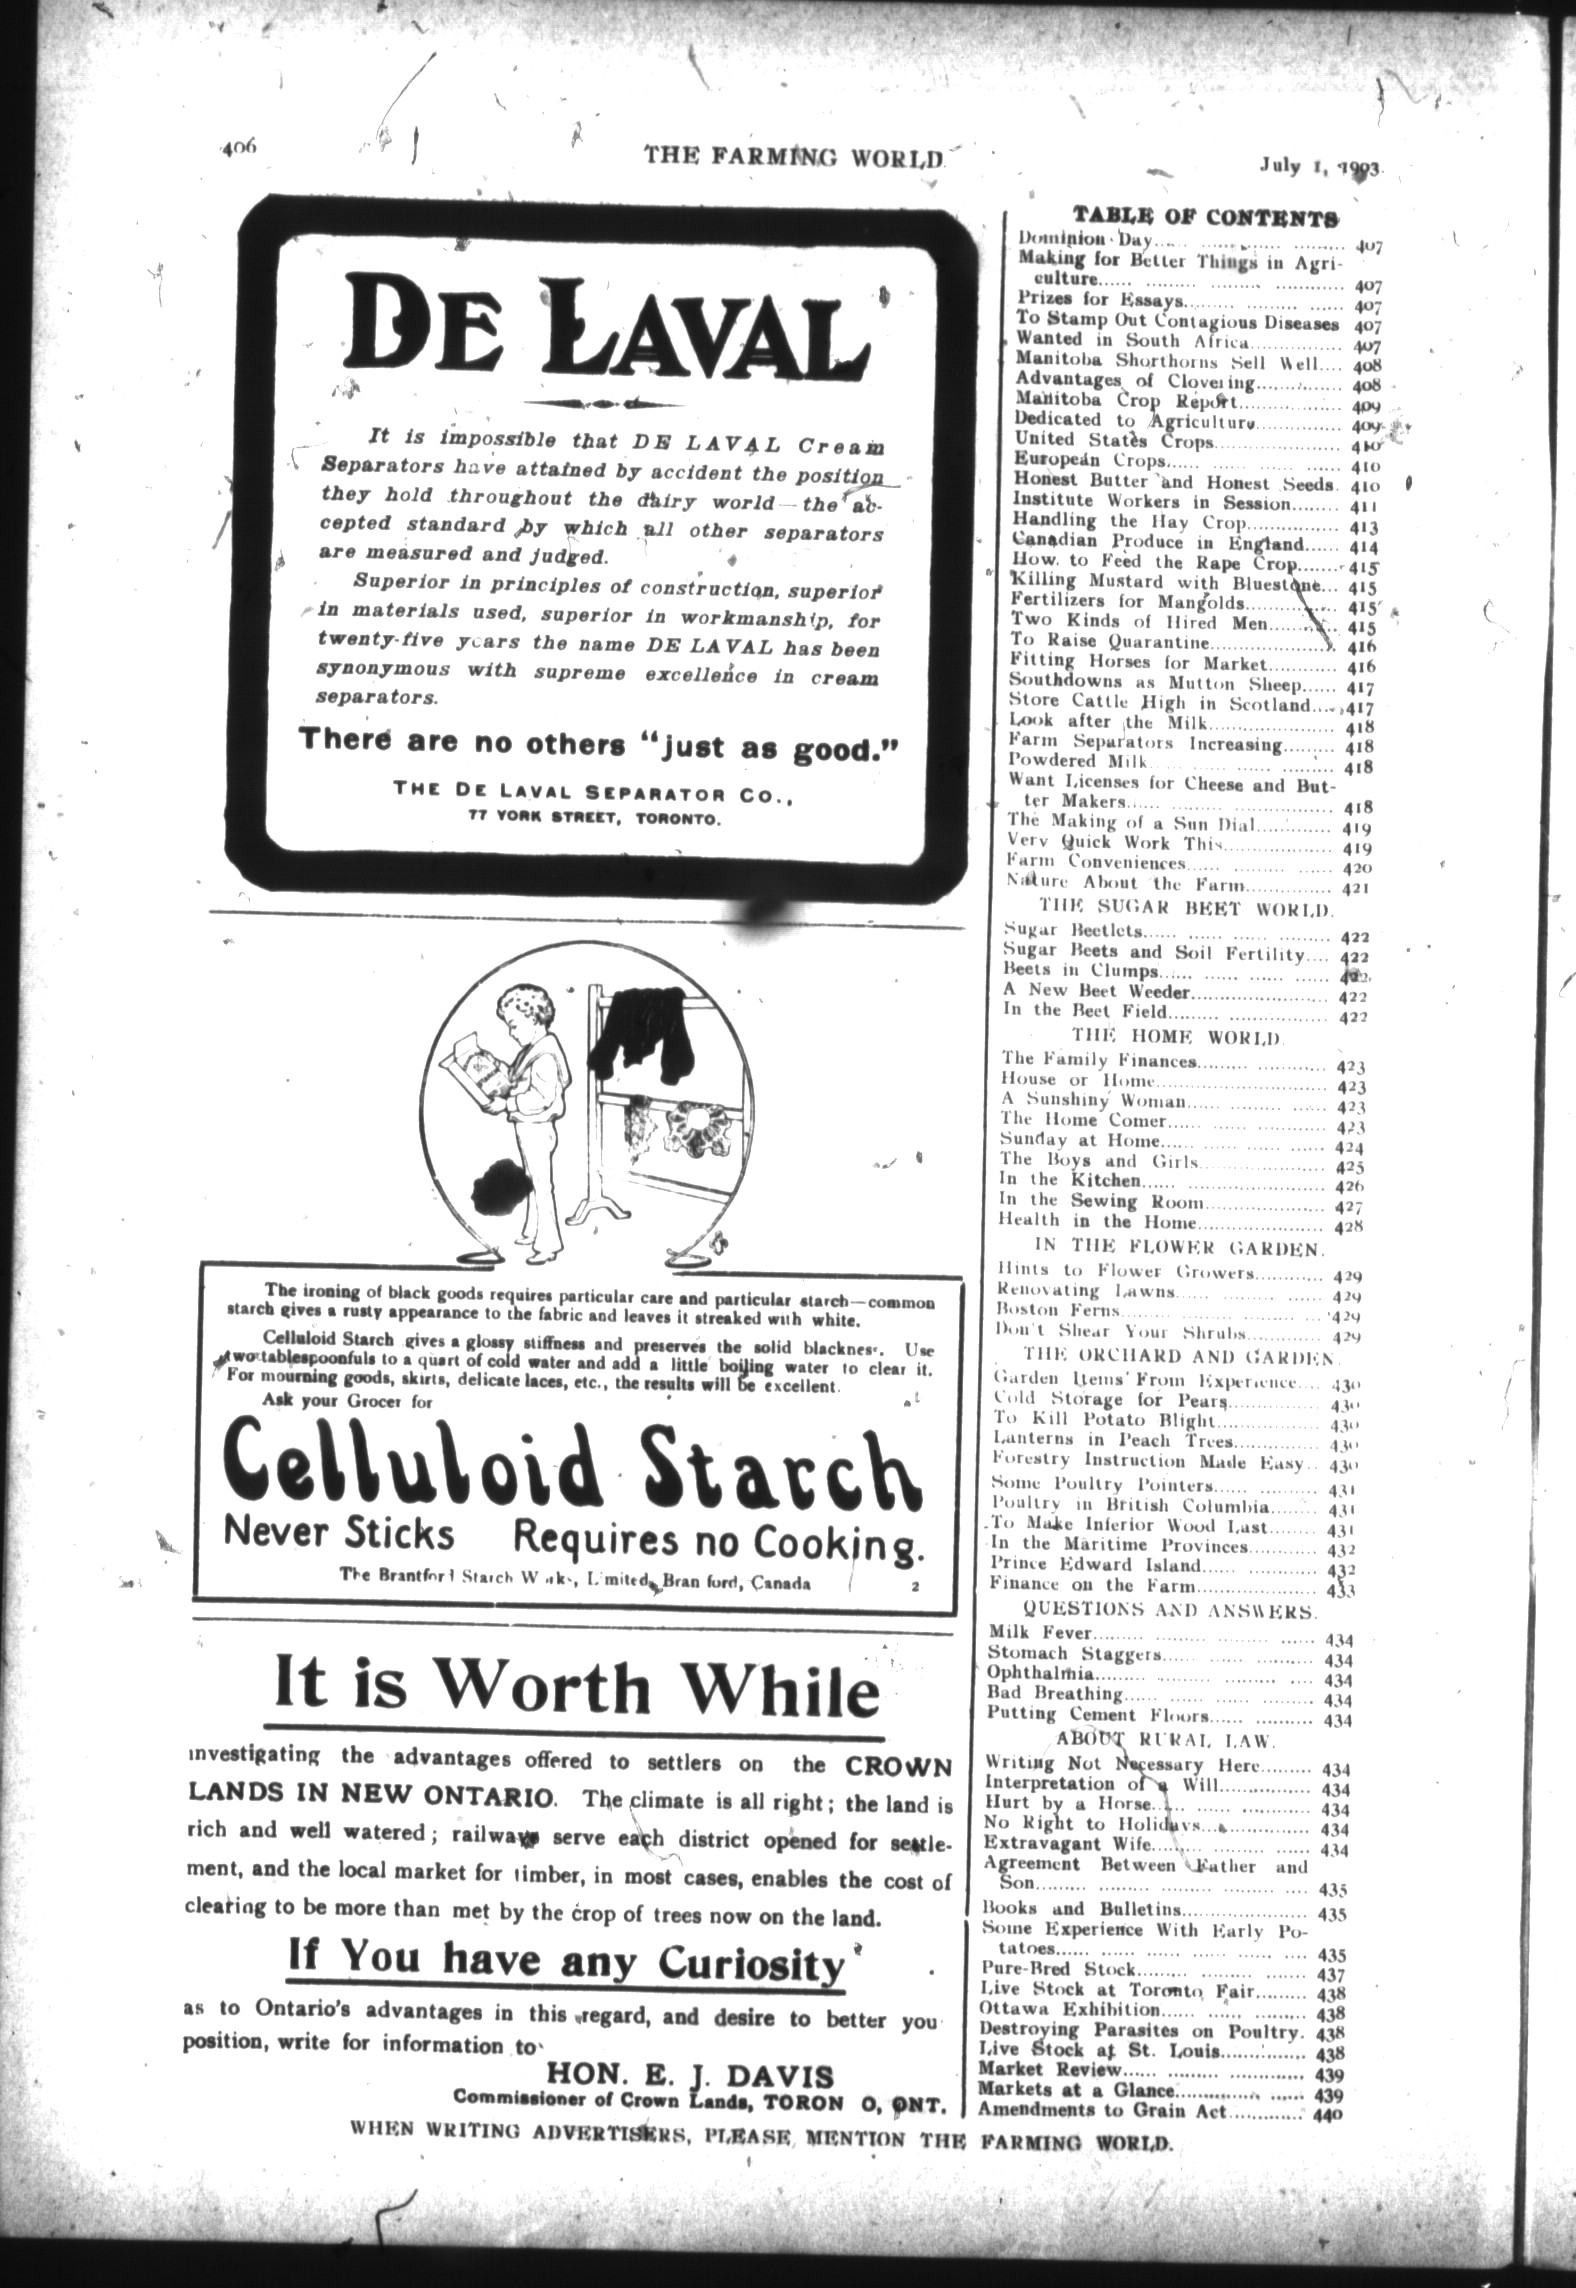 406
THE FARMING WORLD
July 1, 1903.
DE LAVAL
It is impossible that DE LAVAL Cream
Separators have attained by accident the position
they hold throughout the dairy world—the ac-
cepted standard by which all other separators
are measured and judged.
Superior in principles of construction, superior
in materials used, superior in workmanship, for
twenty-five years the name DE LAVAL has been
synonymous with supreme excellence in cream
separators.
There are no others "just as good."
THE DE LAVAL SEPARATOR CO.,
77 YORK STREET, TORONTO.
The ironing of black goods requires particular care and particular starch—common
starch gives a rusty appearance to the fabric and leaves it streaked with white.
Celluloid Starch gives a glossy stiffness and preserves the solid blackness. Use
two tablespoonfuls to a quart of cold water and add a little boiling water to clear it.
For mourning goods, skirts, delicate laces, etc., the results will be excellent.
Ask your Grocer for
Celluloid Starch
Never Sticks Requires no Cooking.
The Brantford Starch Works, Limited, Brantford, Canada 2
It is Worth While
investigating the advantages offered to settlers on the CROWN
LANDS IN NEW ONTARIO. The climate is all right; the land is
rich and well watered; railways serve each district opened for settle-
ment, and the local market for timber, in most cases, enables the cost of
clearing to be more than met by the crop of trees now on the land.
If You have any Curiosity
as to Ontario's advantages in this regard, and desire to better you
position, write for information to
HON. E. J. DAVIS
Commissioner of Crown Lands, TORONTO, ONT.
TABLE OF CONTENTS
Dominion Day..... 407
Making for Better Things in Agri-
culture..... 407
Prizes for Essays..... 407
To Stamp Out Contagious Diseases 407
Wanted in South Africa..... 407
Manitoba Shorthorns Sell Well.... 408
Advantages of Clovering..... 408
Manitoba Crop Report..... 409
Dedicated to Agriculture..... 409
United States Crops..... 410
European Crops..... 410
Honest Butter and Honest Seeds. 410
Institute Workers in Session..... 411
Handling the Hay Crop..... 413
Canadian Produce in England..... 414
How to Feed the Rape Crop..... 415
Killing Mustard with Bluestone... 415
Fertilizers for Mangolds..... 415
Two Kinds of Hired Men..... 415
To Raise Quarantine..... 416
Fitting Horses for Market..... 416
Southdowns as Mutton Sheep..... 417
Store Cattle High in Scotland.... 417
Look after the Milk..... 418
Farm Separators Increasing..... 418
Powdered Milk..... 418
Want Licenses for Cheese and But-
ter Makers..... 418
The Making of a Sun Dial..... 419
Very Quick Work This..... 419
Farm Conveniences..... 420
Nature About the Farm..... 421
THE SUGAR BEET WORLD.
Sugar Beetlets..... 422
Sugar Beets and Soil Fertility.... 422
Beets in Clumps..... 422
A New Beet Weeder..... 422
In the Beet Field..... 422
THE HOME WORLD.
The Family Finances..... 423
House or Home..... 423
A Sunshiny Woman..... 423
The Home Comer..... 423
Sunday at Home..... 424
The Boys and Girls..... 425
In the Kitchen..... 426
In the Sewing Room..... 427
Health in the Home..... 428
IN THE FLOWER GARDEN.
Hints to Flower Growers..... 429
Renovating Lawns..... 429
Boston Ferns..... 429
Don't Shear Your Shrubs..... 429
THE ORCHARD AND GARDEN.
Garden Items From Experience.... 430
Cold Storage for Pears..... 430
To Kill Potato Blight..... 430
Lanterns in Peach Trees..... 430
Forestry Instruction Made Easy.. 430
Some Poultry Pointers..... 431
Poultry in British Columbia..... 431
To Make Inferior Wood Last..... 431
In the Maritime Provinces..... 432
Prince Edward Island..... 432
Finance on the Farm..... 433
QUESTIONS AND ANSWERS.
Milk Fever..... 434
Stomach Staggers..... 434
Ophthalmia..... 434
Bad Breathing..... 434
Putting Cement Floors..... 434
ABOUT RURAL LAW.
Writing Not Necessary Here..... 434
Interpretation of a Will..... 434
Hurt by a Horse..... 434
No Right to Holidays..... 434
Extravagant Wife..... 434
Agreement Between Father and
Son..... 435
Books and Bulletins..... 435
Some Experience With Early Po-
tatoes..... 435
Pure-Bred Stock..... 437
Live Stock at Toronto Fair..... 438
Ottawa Exhibition..... 438
Destroying Parasites on Poultry. 438
Live Stock at St. Louis..... 438
Market Review..... 439
Markets at a Glance..... 439
Amendments to Grain Act..... 440
WHEN WRITING ADVERTISERS, PLEASE MENTION THE FARMING WORLD.